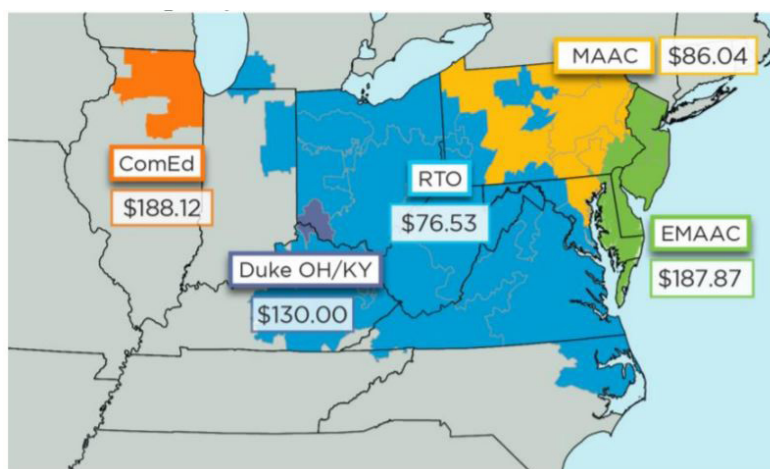 MAAC
$86.04
ComEd
$188.12
RTO
$76.53
Duke OH/KY
$130.00
EMAAC
$187.87